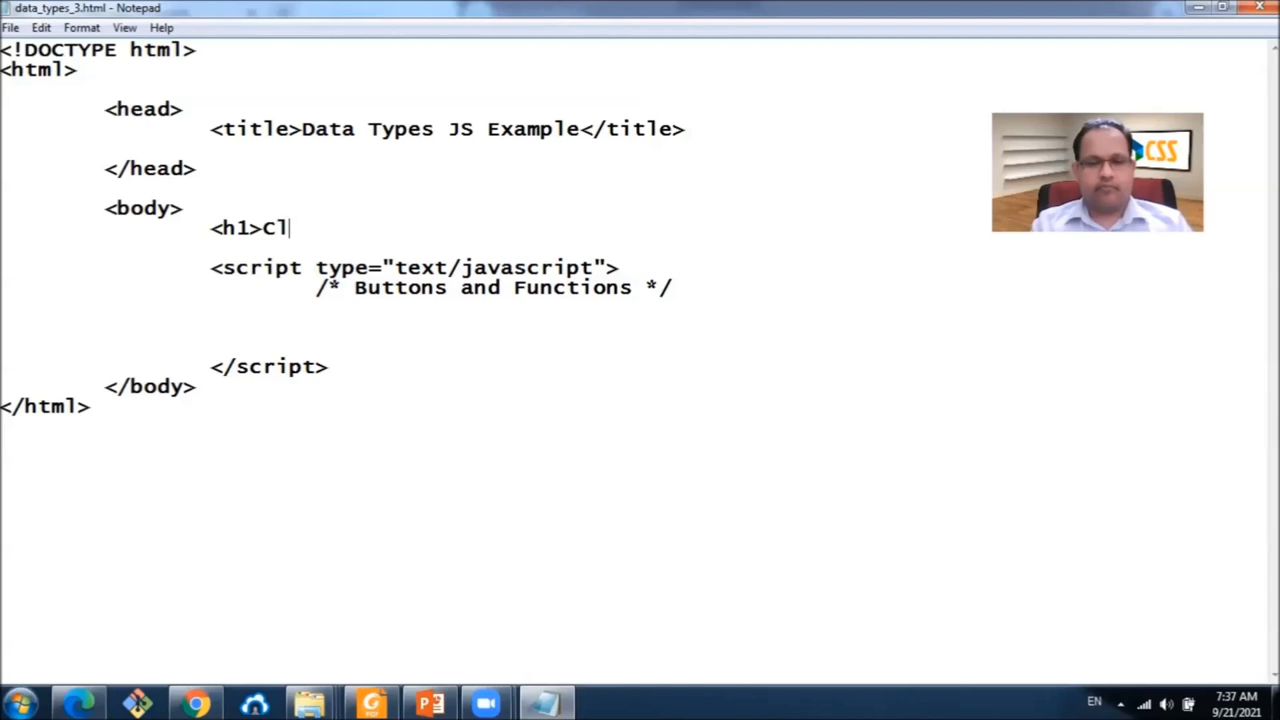 data_types_3.html - Notepad
File Edit Format View Help
<!DOCTYPE html>
<html>
<head>
<title>Data Types JS Example</title>
</head>
<body>
<h1>Cl
<script type="text/javascript">
/* Buttons and Functions */
</script>
</body>
</html>
CSS
EN
7:37 AM
9/21/2021